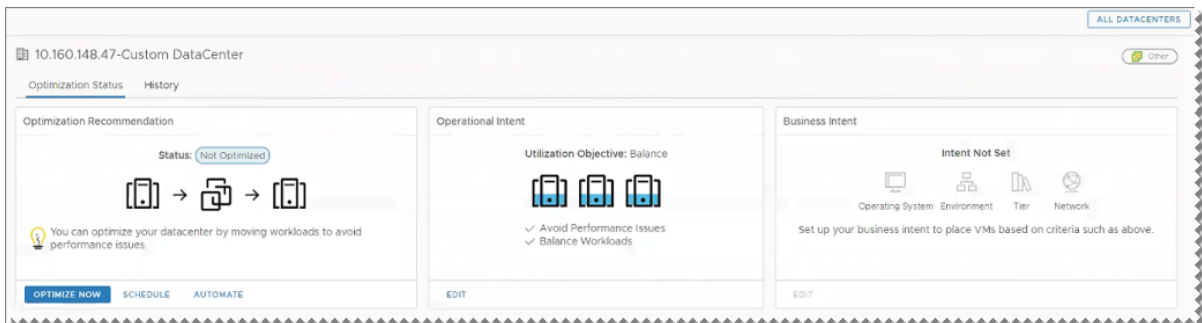 ALL DATACENTERS
10.160.148.47-Custom DataCenter
Other
Optimization Status
History
Optimization Recommendation
Status: Not Optimized
You can optimize your datacenter by moving workloads to avoid
performance issues.
OPTIMIZE NOW
SCHEDULE
AUTOMATE
Operational Intent
Utilization Objective: Balance
Avoid Performance Issues
Balance Workloads
EDIT
Business Intent
Intent Not Set
Operating System
Environment
Tier
Network
Set up your business intent to place VMs based on criteria such as above.
EDIT